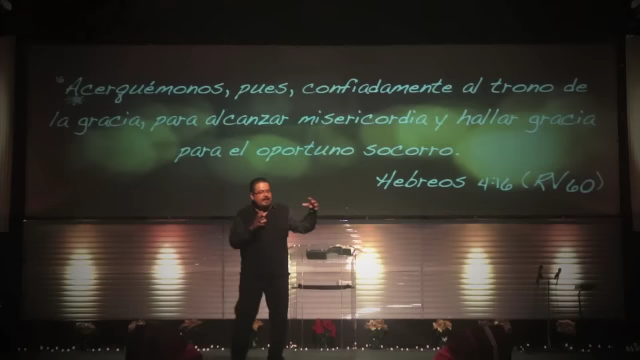 16 Acerquémonos, pues, confiadamente al trono de
la gracia, para alcanzar misericordia y hallar gracia
para el oportuno socorro.
Hebreos 4:16 (RV60)